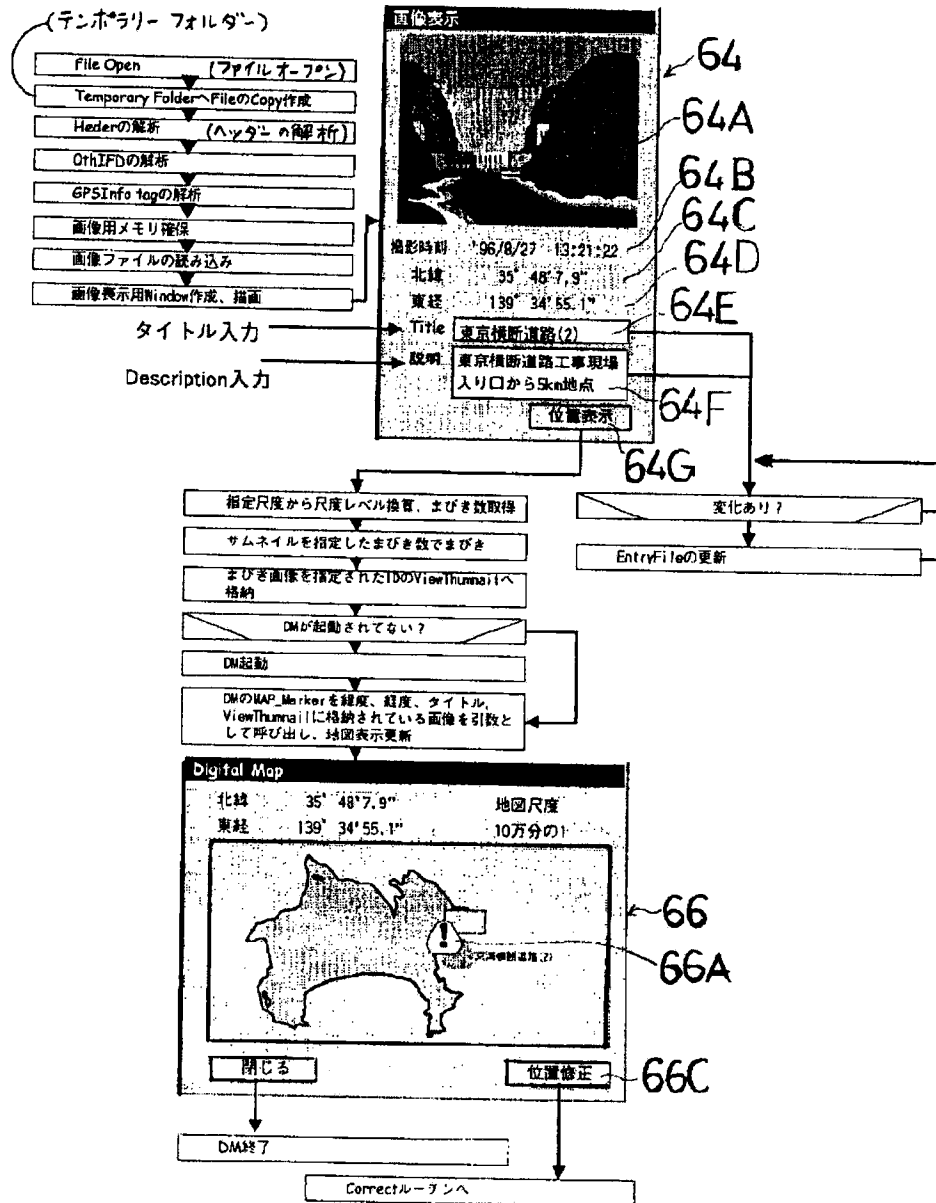 (テンポラリー フォルダー)
File Open (ファイルオープン)
Temporary FolderへFileのCopy作成
Hederの解析 (ヘッダーの解析)
OthIFDの解析
GPSInfo tagの解析
画像用メモリ確保
画像ファイルの読み込み
画像表示用Window作成、描画
タイトル入力
Description入力
画像表示
撮影時期 '96/8/27 13:21:22
北緯 35° 48'7.9"
東経 139° 34'55.1"
Title 東京横断道路(2)
説明 東京横断道路工事現場
入り口から5km地点
位置表示
64
64A
64B
64C
64D
64E
64F
64G
変化あり?
EntryFileの更新
指定尺度から尺度レベル換算、まびき数取得
サムネイルを指定したまびき数でまびき
まびき画像を指定されたIDのViewThumnailへ
格納
DMが起動されてない?
DM起動
DMのMAP_Markerを緯度、経度、タイトル、
ViewThumnailに格納されている画像を引数と
して呼び出し、地図表示更新
Digital Map
北緯 35° 48'7.9" 地図尺度
東経 139° 34'55.1" 10万分の1
!
横断道路(2)
66
66A
閉じる
位置修正
66C
DM終了
Correctルーチンへ